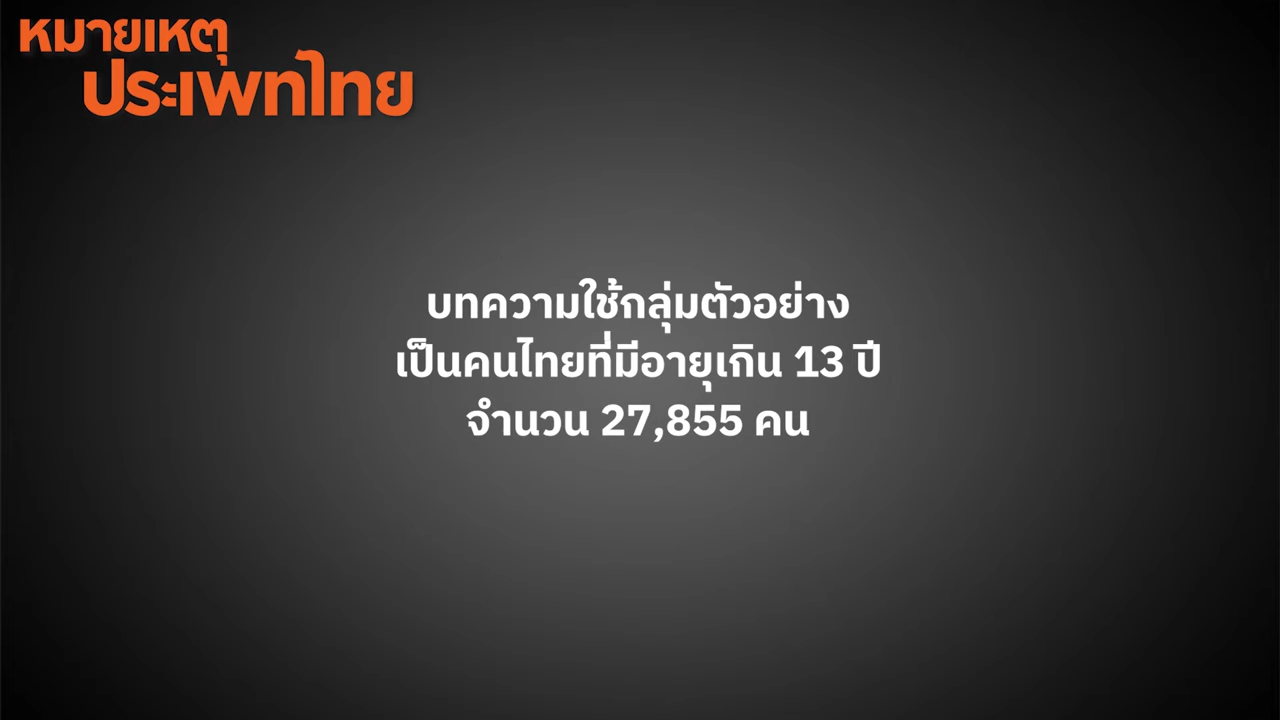 หมายเหตุ
ประเพทไทย
บทความใช้กลุ่มตัวอย่าง
เป็นคนไทยที่มีอายุเกิน 13 ปี
จำนวน 27,855 คน